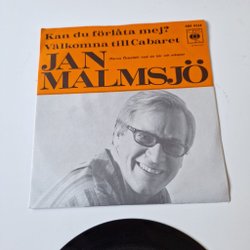 Kan du förlåta mej?
Välkomna till Cabaret
JAN
MALMSJÖ
CBS